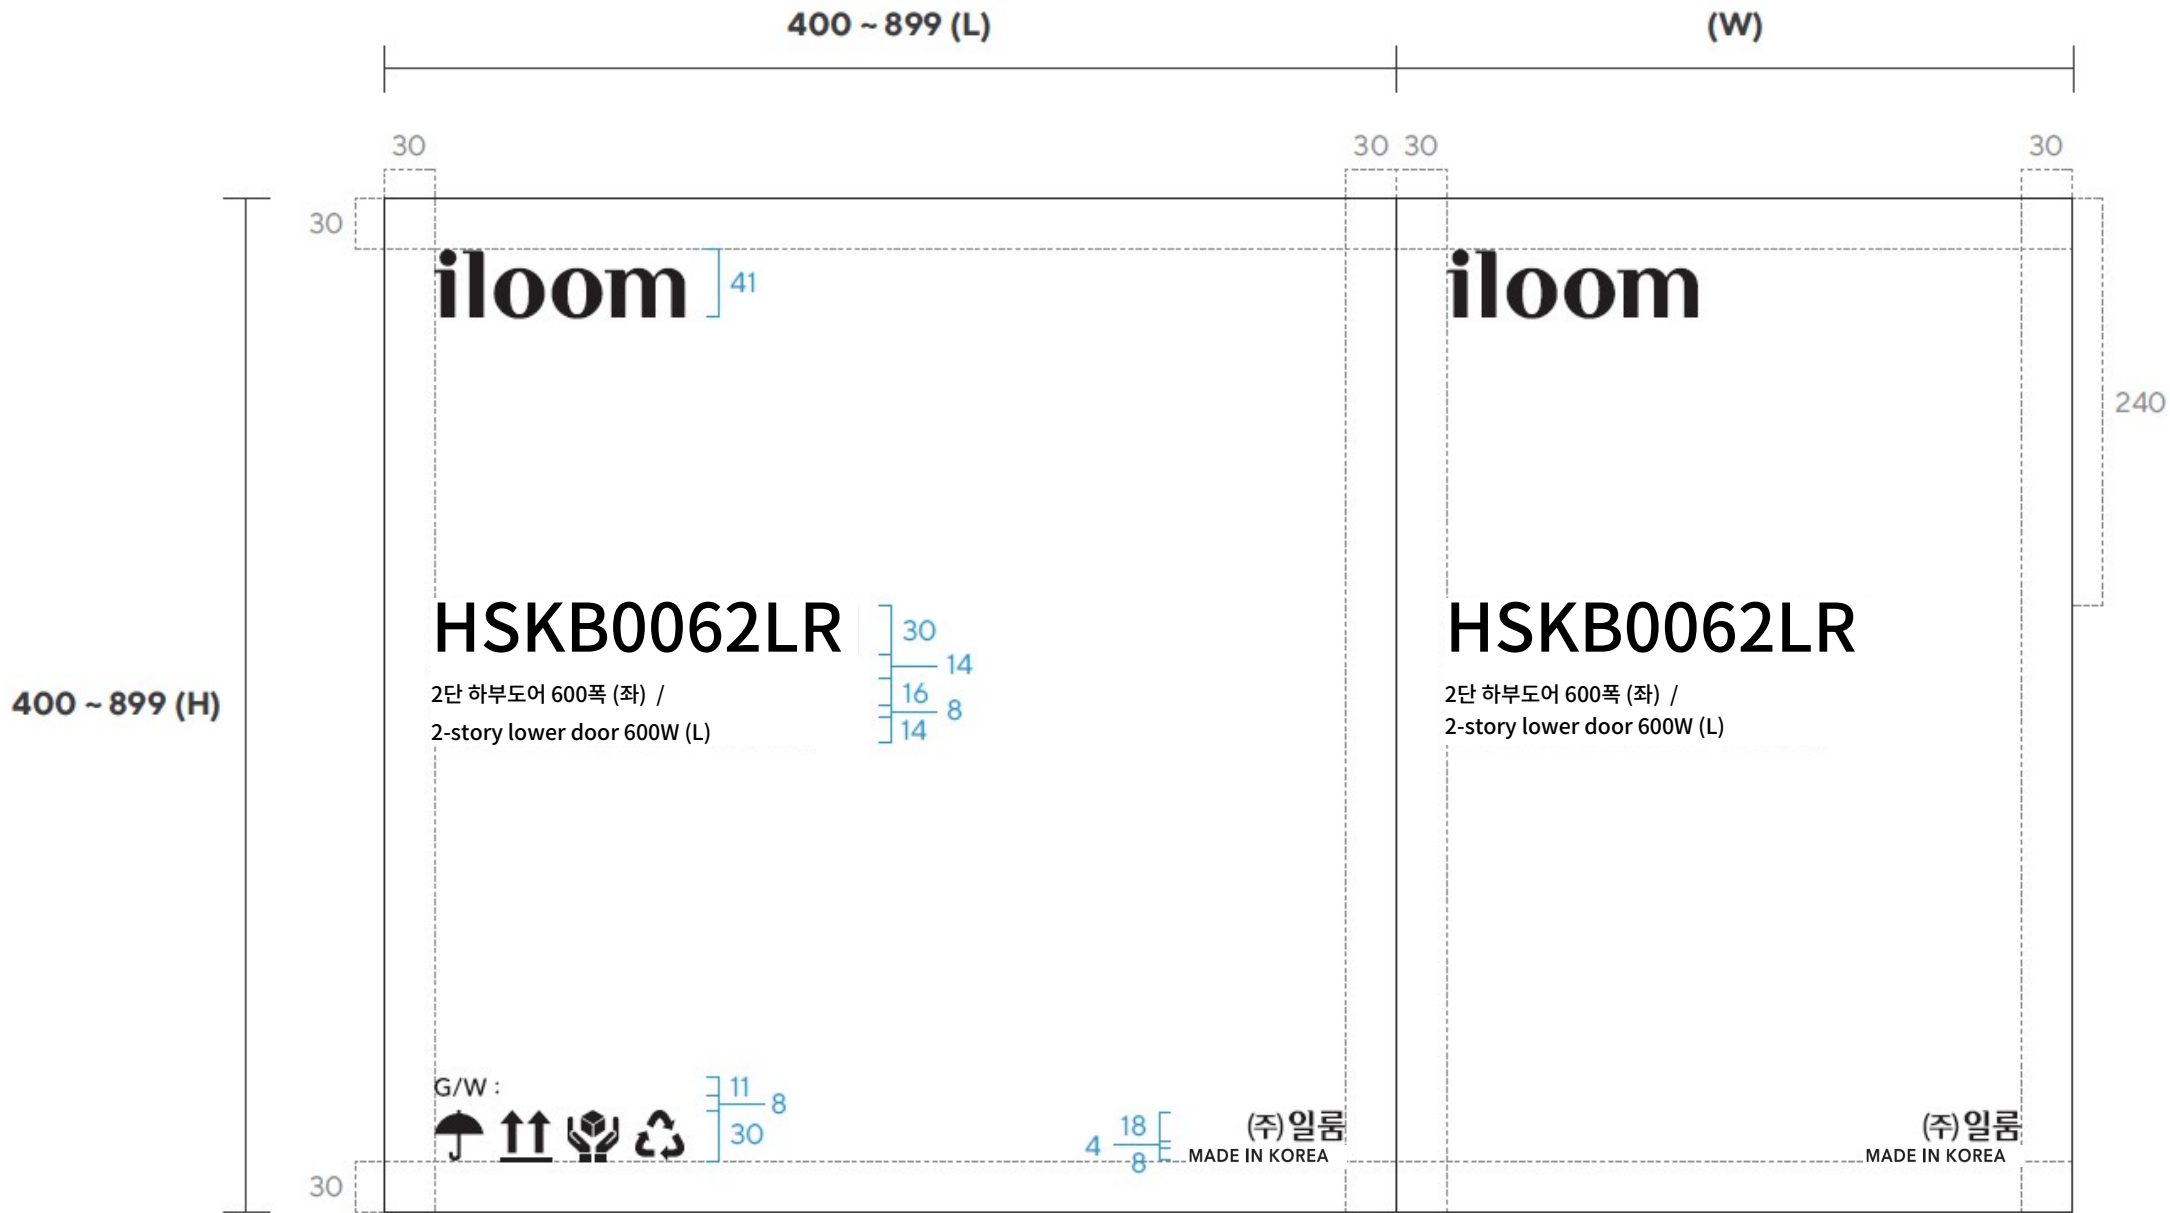 400 ~ 899 (L)
(W)
30
30 30
30
30
iloom
41
iloom
240
HSKB0062LR
30
14
16
8
14
HSKB0062LR
2단 하부도어 600폭 (좌) /
2-story lower door 600W (L)
2단 하부도어 600폭 (좌) /
2-story lower door 600W (L)
400 ~ 899 (H)
G/W :
11
8
30
18
4
8
(주)일룸
MADE IN KOREA
(주)일룸
MADE IN KOREA
30